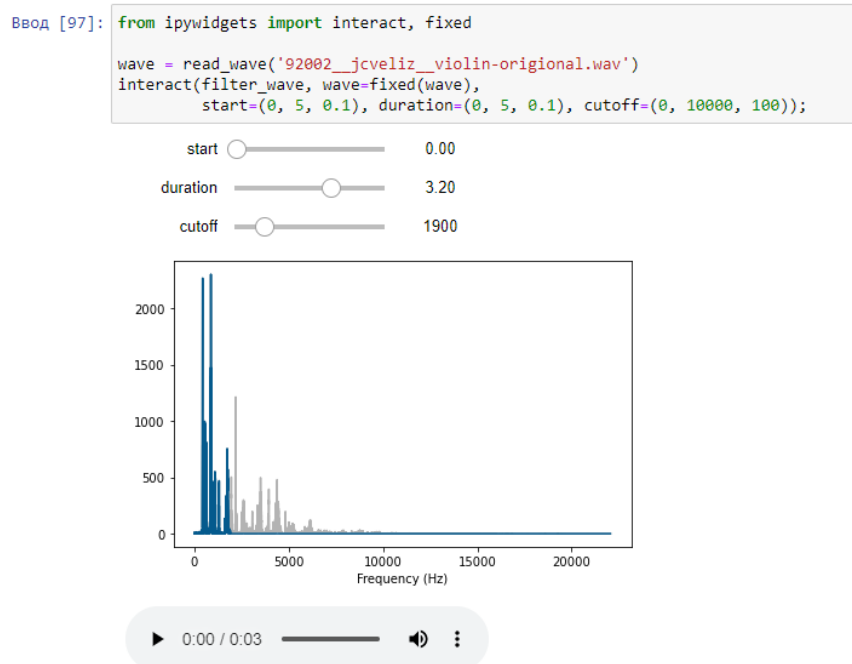 Ввод [97]: from ipywidgets import interact, fixed
wave = read_wave('92002__jcveliz__violin-origional.wav')
interact(filter_wave, wave=fixed(wave),
start=(0, 5, 0.1), duration=(0, 5, 0.1), cutoff=(0, 10000, 100));
start 0.00
duration 3.20
cutoff 1900
2000
1500
1000
500
0
0 5000 10000 15000 20000
Frequency (Hz)
0:00 / 0:03